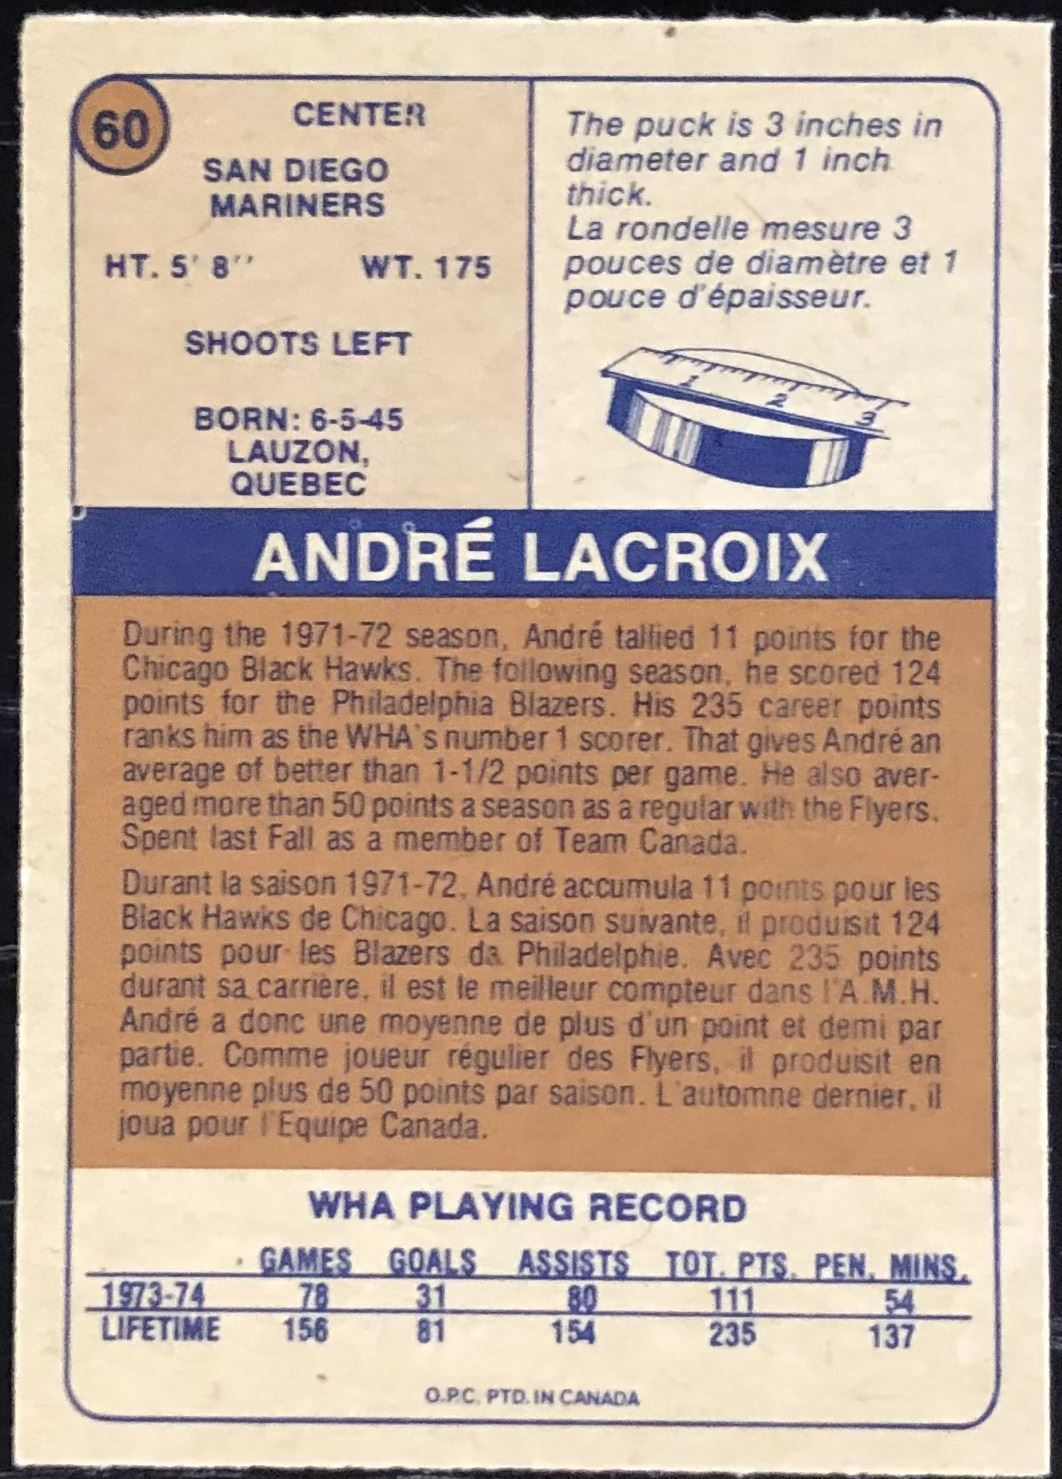 60
CENTER
SAN DIEGO
MARINERS
HT. 5' 8'' WT. 175
SHOOTS LEFT
BORN: 6-5-45
LAUZON,
QUEBEC
The puck is 3 inches in
diameter and 1 inch
thick.
La rondelle mesure 3
pouces de diamètre et 1
pouce d'épaisseur.
1 2 3
ANDRÉ LACROIX
During the 1971-72 season, André tallied 11 points for the
Chicago Black Hawks. The following season, he scored 124
points for the Philadelphia Blazers. His 235 career points
ranks him as the WHA's number 1 scorer. That gives André an
average of better than 1-1/2 points per game. He also aver-
aged more than 50 points a season as a regular with the Flyers.
Spent last Fall as a member of Team Canada.
Durant la saison 1971-72, André accumula 11 points pour les
Black Hawks de Chicago. La saison suivante, il produisit 124
points pour les Blazers da Philadelphie. Avec 235 points
durant sa carrière, il est le meilleur compteur dans l'A.M.H.
André a donc une moyenne de plus d'un point et demi par
partie. Comme joueur régulier des Flyers, il produisit en
moyenne plus de 50 points par saison. L'automne dernier, il
joua pour l'Equipe Canada.
WHA PLAYING RECORD
GAMES GOALS ASSISTS TOT. PTS. PEN. MINS.
1973-74 78 31 80 111 54
LIFETIME 156 81 154 235 137
O.P.C. PTD. IN CANADA